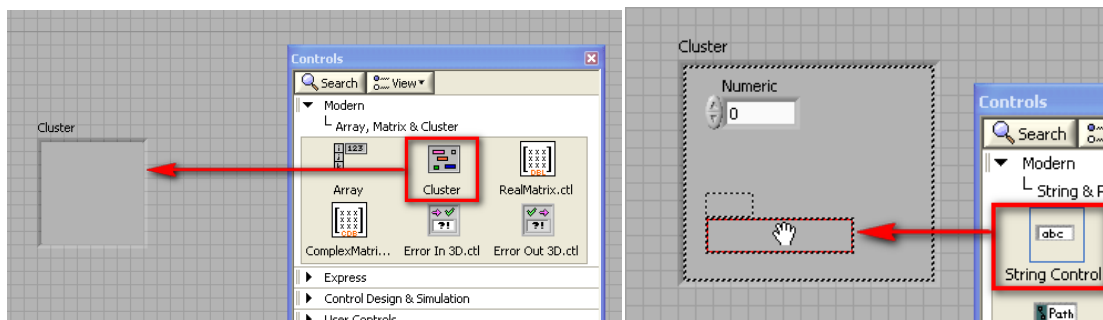 Cluster
Controls
Search View
Modern
Array, Matrix & Cluster
Array Cluster RealMatrix.ctl
ComplexMatri... Error In 3D.ctl Error Out 3D.ctl
Express
Control Design & Simulation
User Controls
Cluster
Numeric
0
Controls
Search
Modern
String & P
abc
String Control
Path